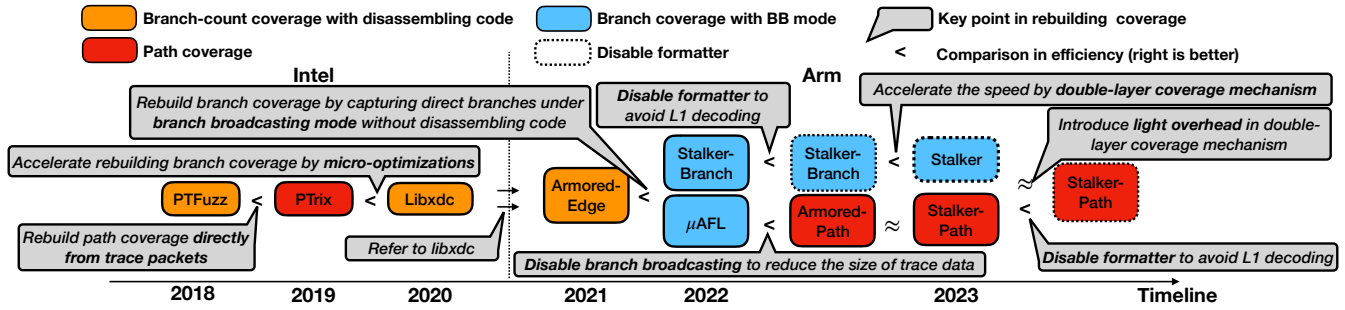 Branch-count coverage with disassembling code
Branch coverage with BB mode
Key point in rebuilding coverage
Path coverage
Disable formatter
< Comparison in efficiency (right is better)
Intel
Arm
Rebuild branch coverage by capturing direct branches under
branch broadcasting mode without disassembling code
Disable formatter to
avoid L1 decoding
Accelerate the speed by double-layer coverage mechanism
Introduce light overhead in double-
layer coverage mechanism
Accelerate rebuilding branch coverage by micro-optimizations
Stalker-
Branch
<
Stalker-
Branch
<
Stalker
PTFuzz
<
PTrix
<
Libxdc
Armored-
Edge
<
μAFL
<
Armored-
Path
≈
Stalker-
Path
≈
<
Stalker-
Path
Rebuild path coverage directly
from trace packets
Refer to libxdc
Disable branch broadcasting to reduce the size of trace data
Disable formatter to avoid L1 decoding
2018
2019
2020
2021
2022
2023
Timeline